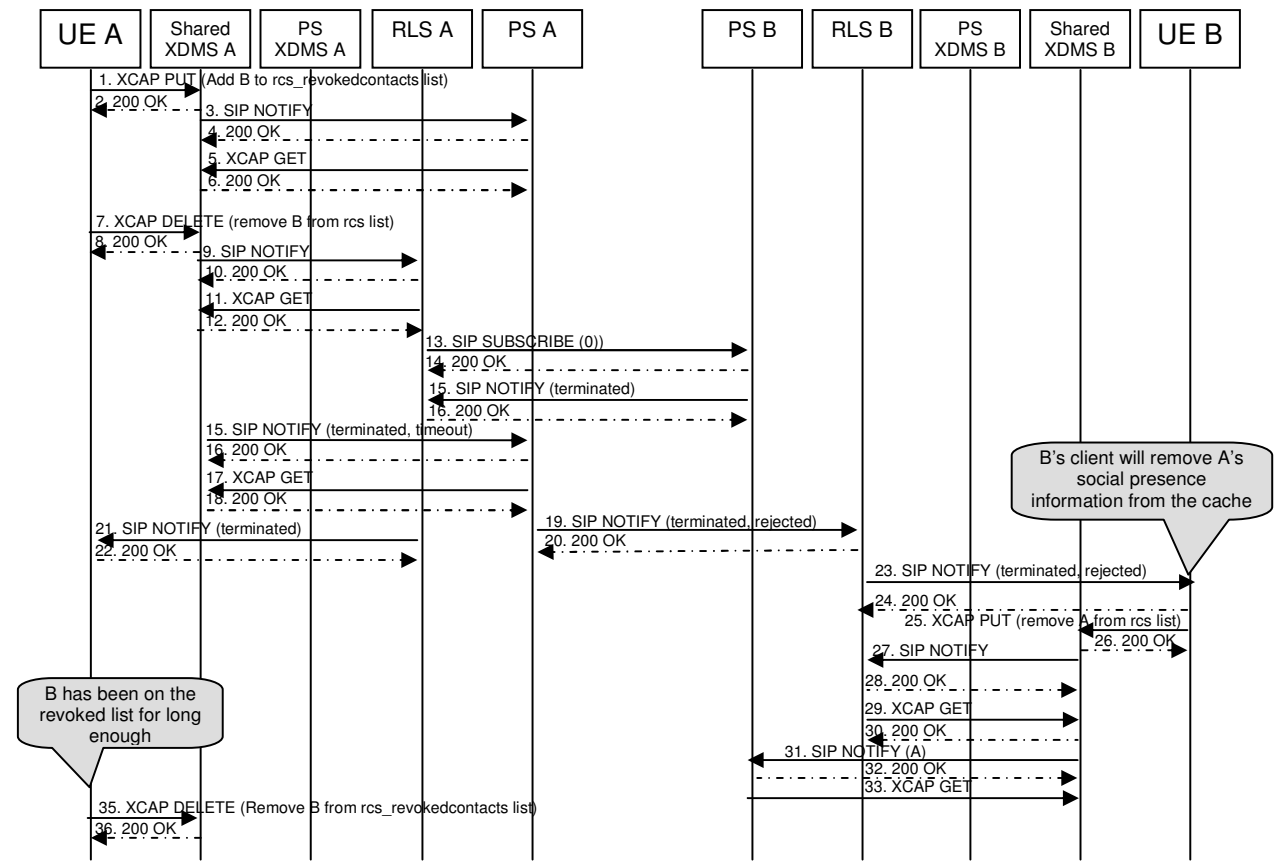 UE A
Shared
XDMS A
PS
XDMS A
RLS A
PS A
PS B
RLS B
PS
XDMS B
Shared
XDMS B
UE B
1. XCAP PUT (Add B to rcs_revokedcontacts list)
2. 200 OK
3. SIP NOTIFY
4. 200 OK
5. XCAP GET
6. 200 OK
7. XCAP DELETE (remove B from rcs list)
8. 200 OK
9. SIP NOTIFY
10. 200 OK
11. XCAP GET
12. 200 OK
13. SIP SUBSCRIBE (0))
14. 200 OK
15. SIP NOTIFY (terminated)
16. 200 OK
15. SIP NOTIFY (terminated, timeout)
16. 200 OK
17. XCAP GET
18. 200 OK
B's client will remove A's
social presence
information from the cache
19. SIP NOTIFY (terminated, rejected)
20. 200 OK
21. SIP NOTIFY (terminated)
22. 200 OK
23. SIP NOTIFY (terminated, rejected)
24. 200 OK
25. XCAP PUT (remove A from rcs list)
26. 200 OK
27. SIP NOTIFY
28. 200 OK
29. XCAP GET
30. 200 OK
31. SIP NOTIFY (A)
32. 200 OK
33. XCAP GET
B has been on the
revoked list for long
enough
35. XCAP DELETE (Remove B from rcs_revokedcontacts list)
36. 200 OK